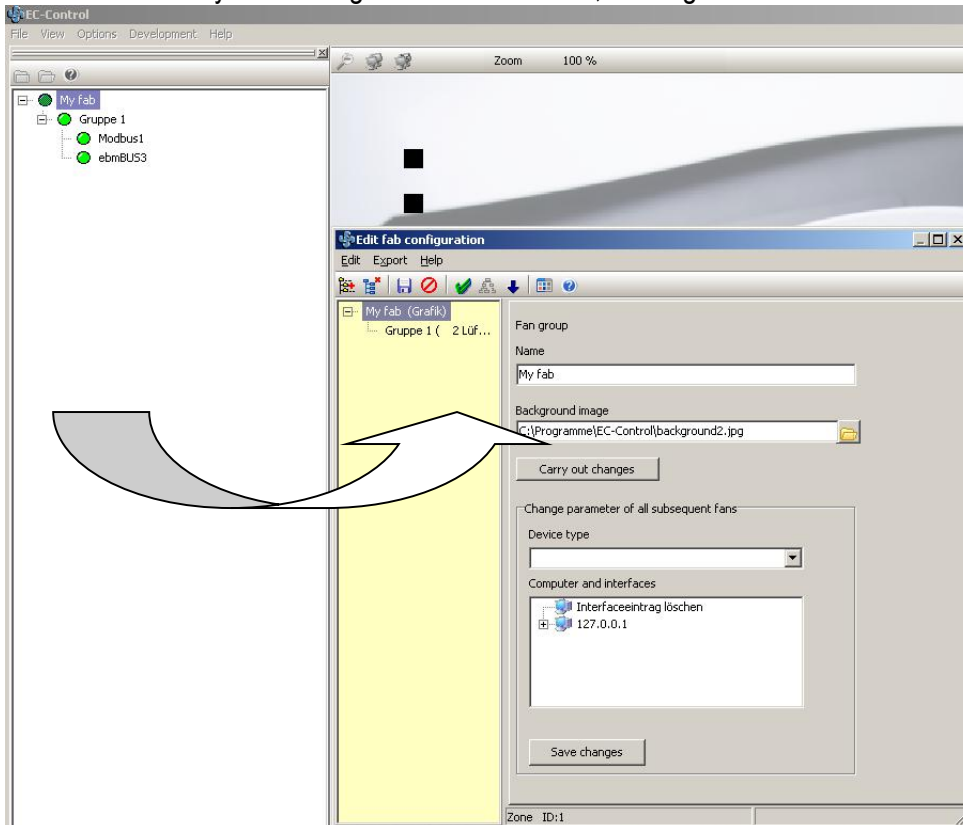 EC-Control
File View Options Development Help
Zoom 100 %
My fab
Gruppe 1
Modbus1
ebmBUS3
Edit fab configuration
Edit Export Help
My fab (Grafik)
Gruppe 1 ( 2 Lüf...
Fan group
Name
My fab
Background image
C:\Programme\EC-Control\background2.jpg
Carry out changes
Change parameter of all subsequent fans
Device type
Computer and interfaces
Interfaceeintrag löschen
127.0.0.1
Save changes
Zone ID:1